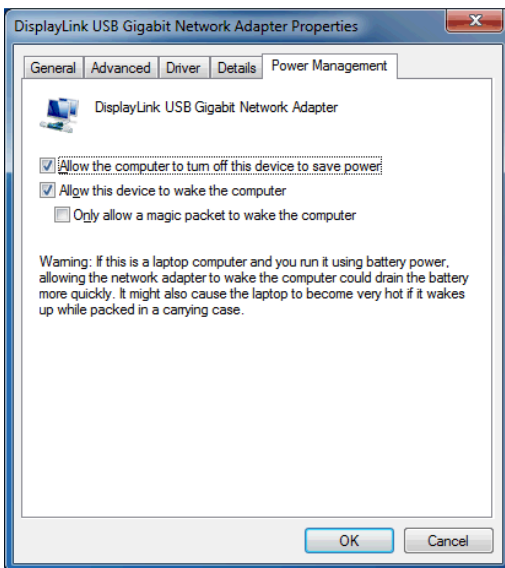 DisplayLink USB Gigabit Network Adapter Properties
General Advanced Driver Details Power Management
DisplayLink USB Gigabit Network Adapter
Allow the computer to turn off this device to save power
Allow this device to wake the computer
Only allow a magic packet to wake the computer
Warning: If this is a laptop computer and you run it using battery power,
allowing the network adapter to wake the computer could drain the battery
more quickly. It might also cause the laptop to become very hot if it wakes
up while packed in a carrying case.
OK Cancel